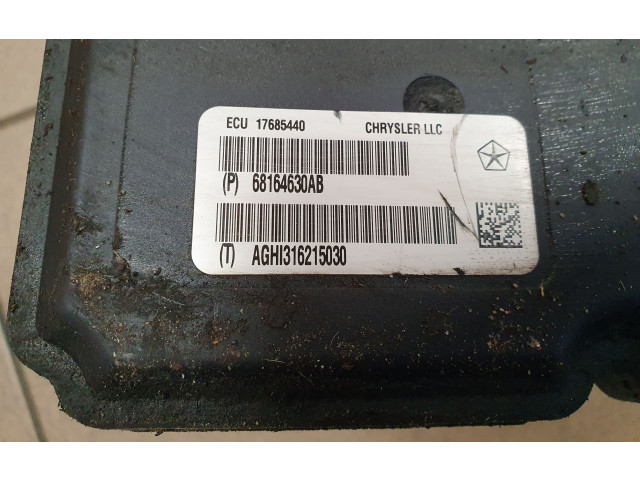 ECU 17685440 CHRYSLER LLC
(P) 68164630AB
(T) AGHI316215030